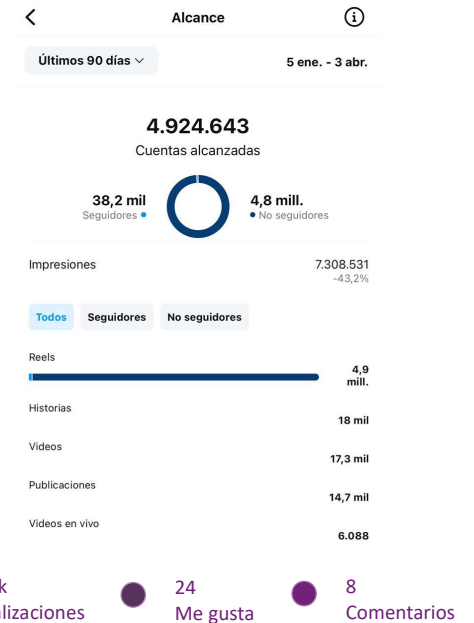 Alcance
Últimos 90 días
5 ene. - 3 abr.
4.924.643
Cuentas alcanzadas
38,2 mil
Seguidores
4,8 mill.
No seguidores
Impresiones
7.308.531
-43,2%
Todos Seguidores No seguidores
Reels
4,9
mill.
Historias
18 mil
Videos
17,3 mil
Publicaciones
14,7 mil
Videos en vivo
6.088
24
Me gusta
8
Comentarios